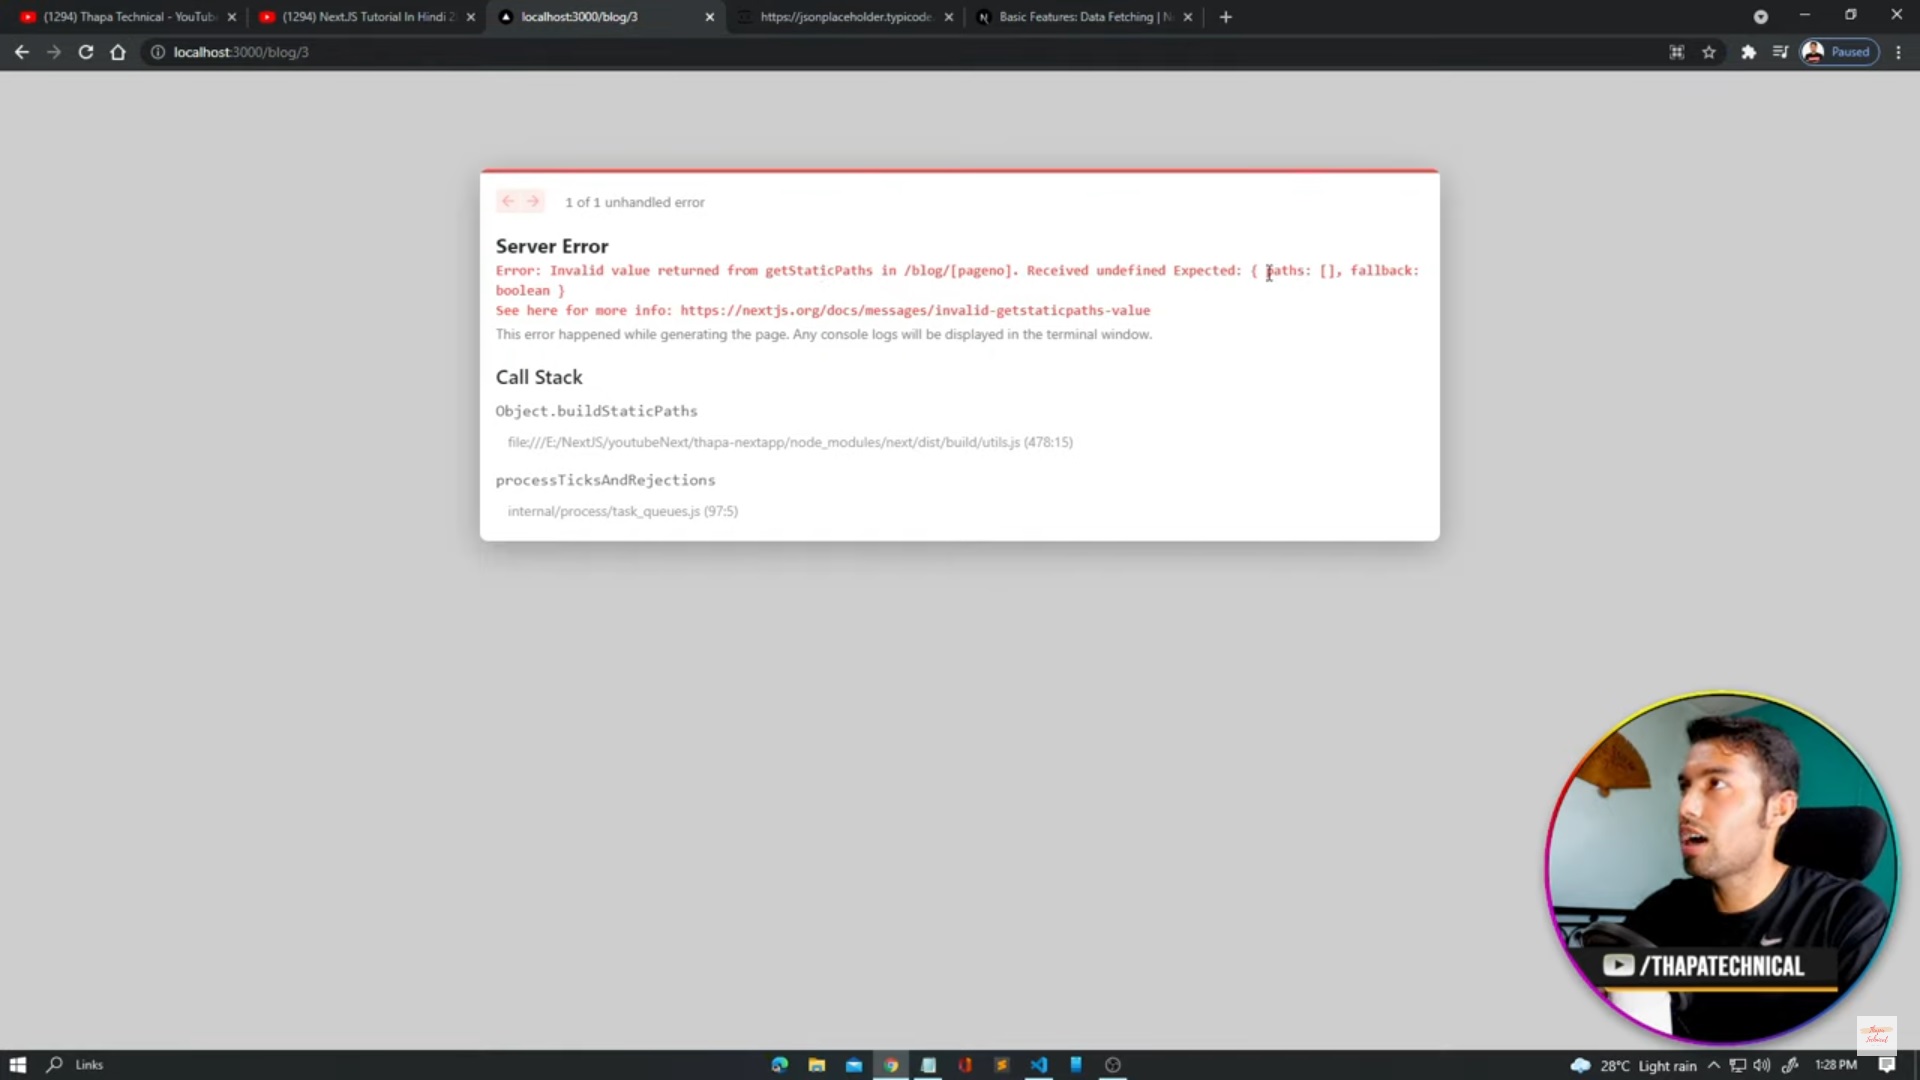 (1294) Thapa Technical - YouTub
(1294) NextJS Tutorial In Hindi 2
localhost:3000/blog/3
https://jsonplaceholder.typicode.
Basic Features: Data Fetching | N
localhost:3000/blog/3
Paused
1 of 1 unhandled error
Server Error
Error: Invalid value returned from getStaticPaths in /blog/[pageno]. Received undefined Expected: { paths: [], fallback:
boolean }
See here for more info: https://nextjs.org/docs/messages/invalid-getstaticpaths-value
This error happened while generating the page. Any console logs will be displayed in the terminal window.
Call Stack
Object.buildStaticPaths
file:///E:/NextJS/youtubeNext/thapa-nextapp/node_modules/next/dist/build/utils.js (478:15)
processTicksAndRejections
internal/process/task_queues.js (97:5)
/THAPATECHNICAL
Links
28°C Light rain
1:28 PM